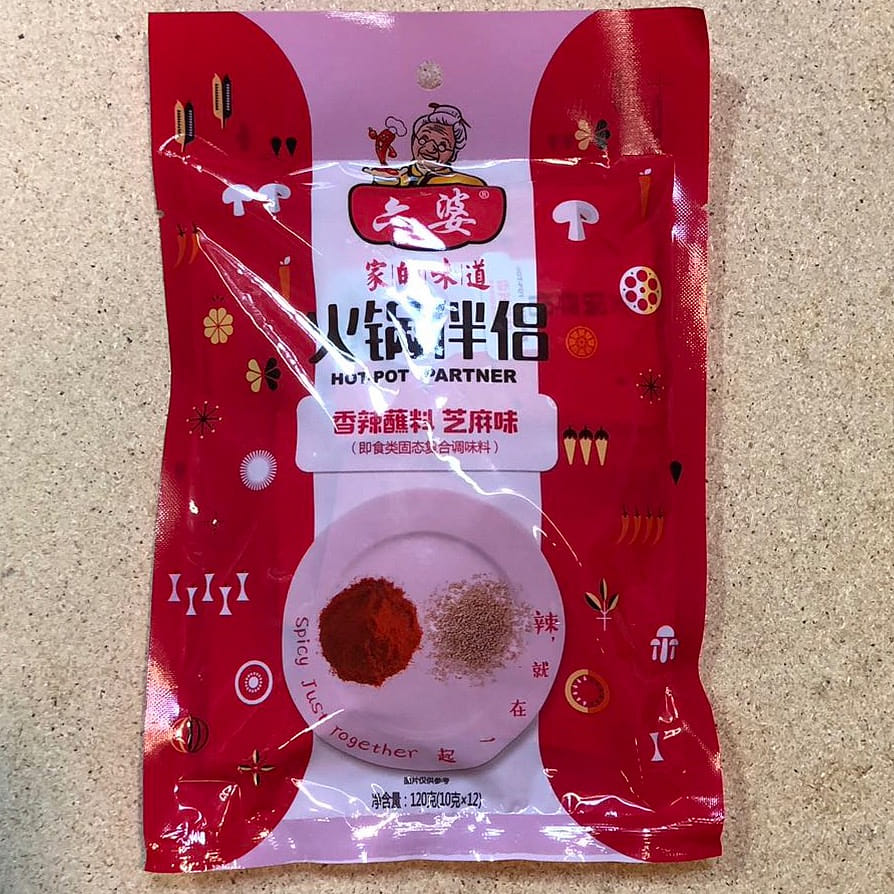 六婆®
家的味道
火锅伴侣
HOT POT PARTNER
香辣蘸料 芝麻味
(即食类固态复合调味料)
Spicy Just Together
辣,就在一起
图片仅供参考
净含量:120克(10克×12)